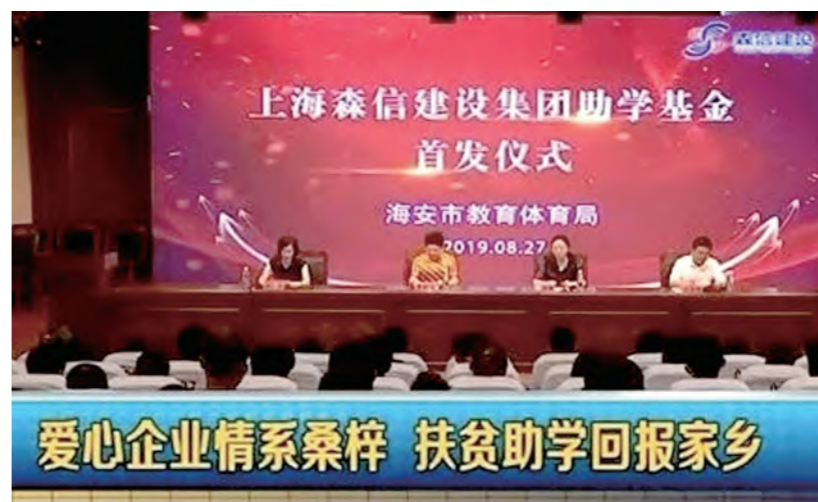 森信建设
上海森信建设集团助学基金
首发仪式
海安市教育体育局
2019.08.27
爱心企业情系桑梓 扶贫助学回报家乡